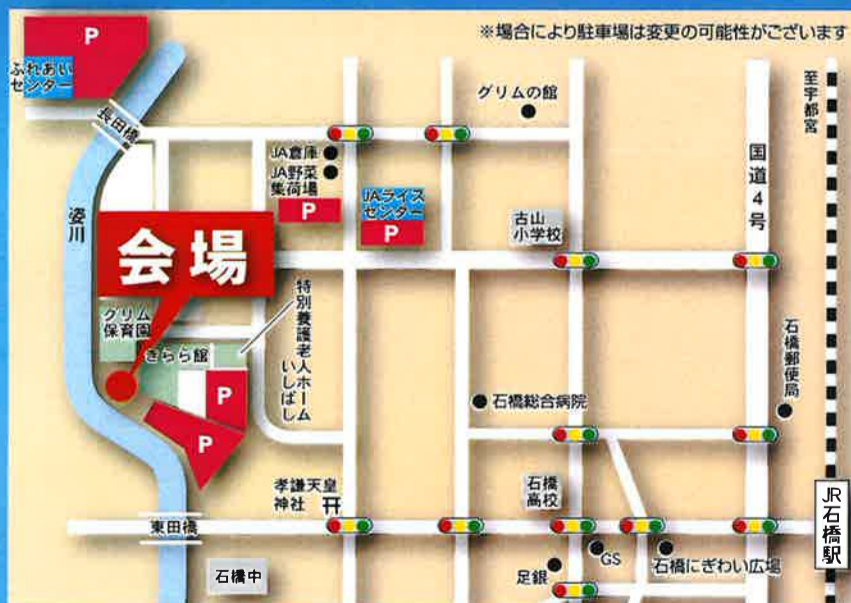 ※場合により駐車場は変更の可能性がございます
P
ふれあい
センター
長田橋
グリムの館
至宇都宮
JA倉庫
JA野菜
集荷場
P
JAライス
センター
P
古山
小学校
国道4号
姿川
会場
特別養護老人ホーム
いしばし
グリム
保育園
きらら館
P
P
石橋総合病院
石橋郵便局
孝謙天皇
神社
石橋
高校
東田橋
石橋中
足銀
GS
石橋にぎわい広場
JR石橋駅